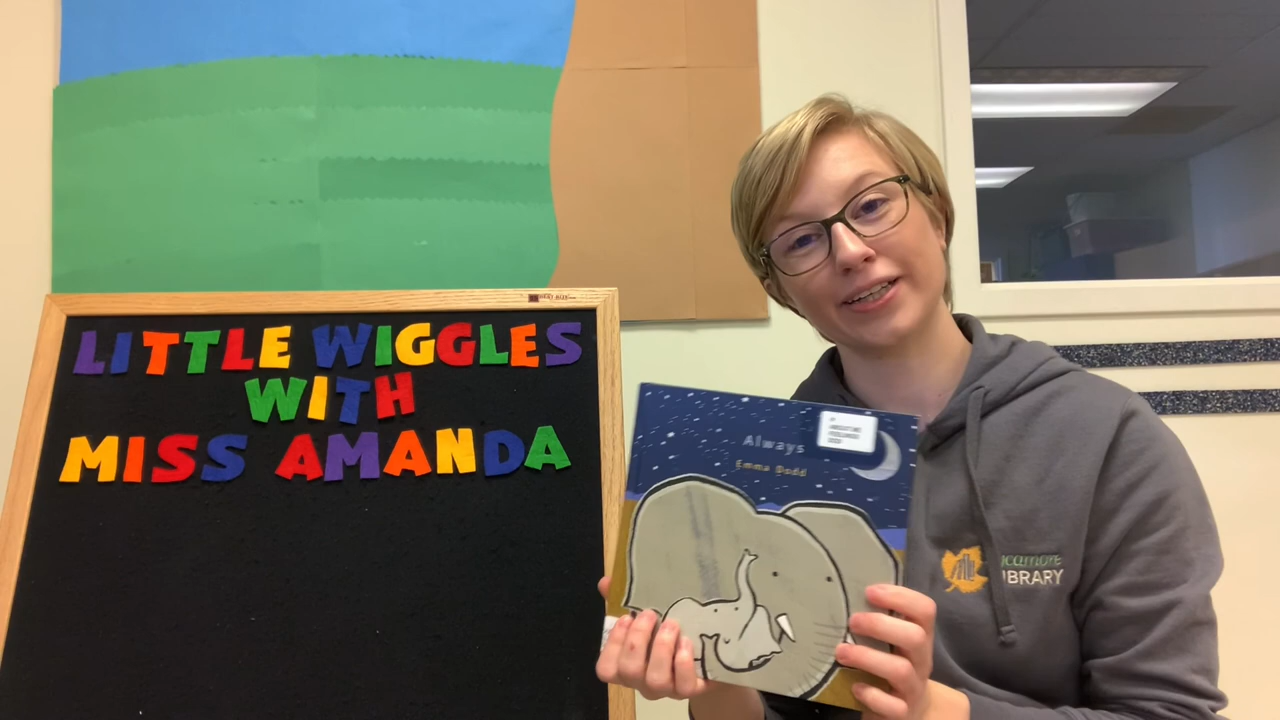 LITTLE WIGGLES
WITH
MISS AMANDA
Always
Emma Dodd
LIBRARY